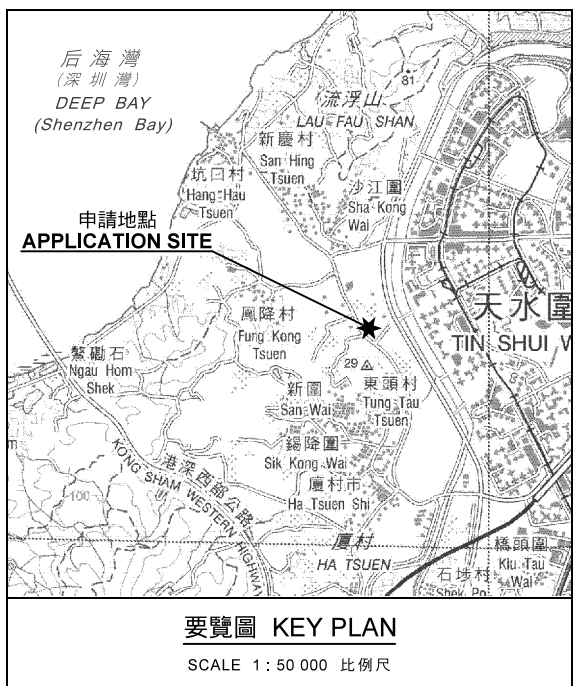 后海灣
(深圳灣)
DEEP BAY
(Shenzhen Bay)
81
流浮山
LAU FAU SHAN
新慶村
San Hing
Tsuen
坑口村
Hang Hau
Tsuen
沙江圍
Sha Kong
Wai
申請地點
APPLICATION SITE
天水圍
TIN SHUI W
鳳降村
Fung Kong
Tsuen
鰲磡石
Ngau Hom
Shek
29
東頭村
Tung Tau
Tsuen
新圍
San Wai
錫降圍
Sik Kong Wai
港深西部公路
KONG SHAM WESTERN HIGHWAY
100
廈村市
Ha Tsuen Shi
廈村
HA TSUEN
橋頭圍
Kiu Tau
Wai
石埗村
Shek Po
要覽圖 KEY PLAN
SCALE 1 : 50 000 比例尺